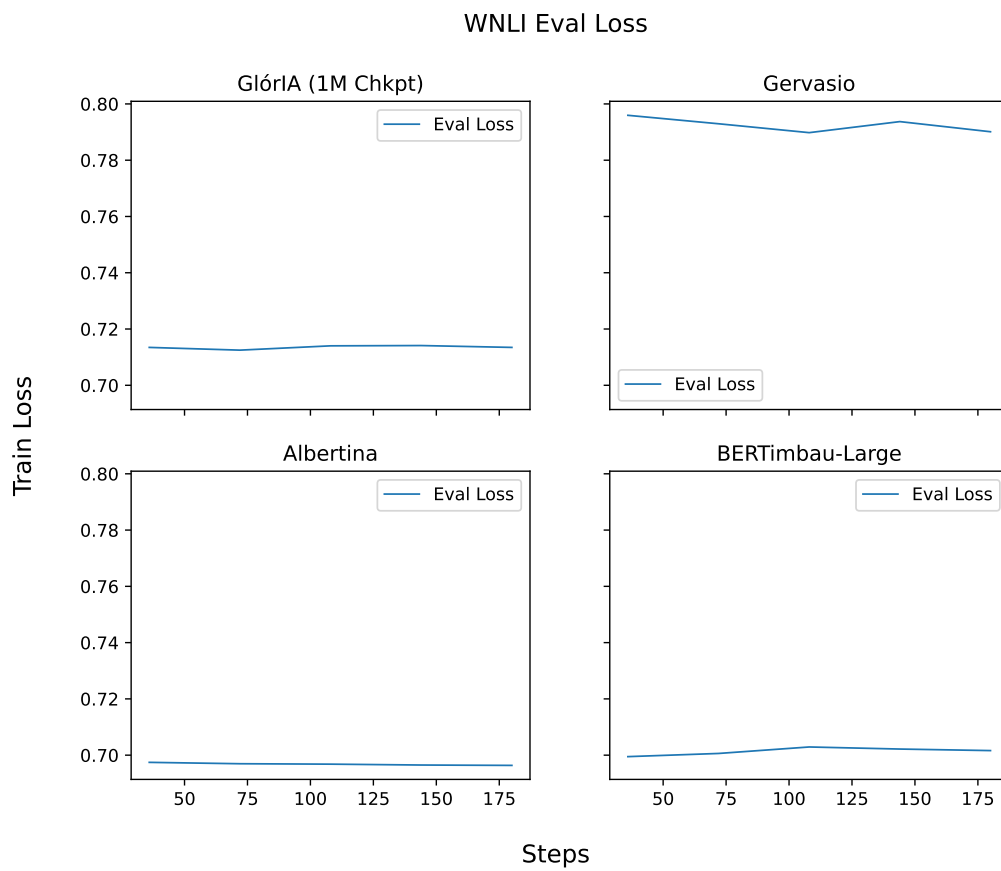 WNLI Eval Loss
GlórIA (1M Chkpt)
Gervasio
0.80
0.78
0.76
0.74
0.72
0.70
Eval Loss
Eval Loss
Train Loss
Albertina
BERTimbau-Large
0.80
0.78
0.76
0.74
0.72
0.70
Eval Loss
Eval Loss
50 75 100 125 150 175
50 75 100 125 150 175
Steps